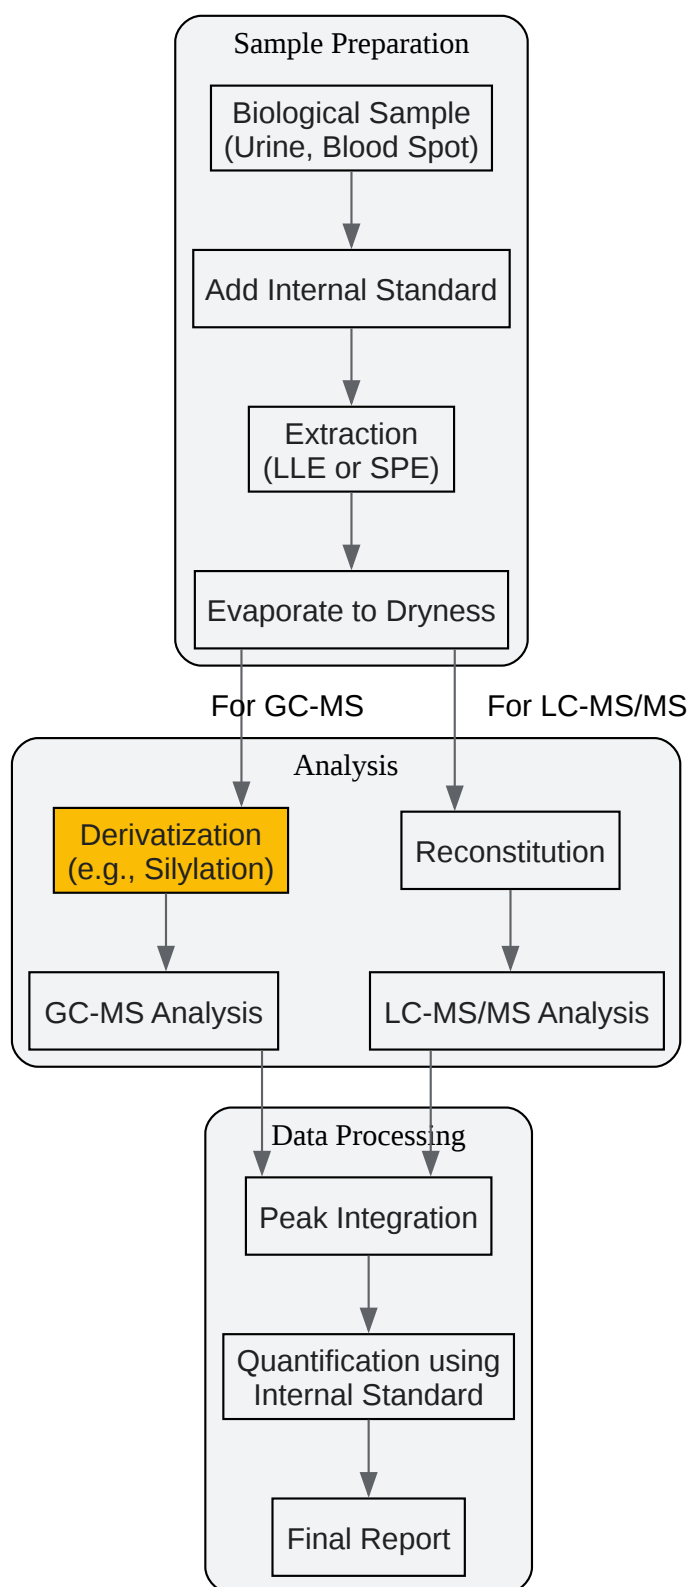 Sample Preparation
Biological Sample
(Urine, Blood Spot)
Add Internal Standard
Extraction
(LLE or SPE)
Evaporate to Dryness
For GC-MS
For LC-MS/MS
Analysis
Derivatization
(e.g., Silylation)
Reconstitution
GC-MS Analysis
LC-MS/MS Analysis
Data Processing
Peak Integration
Quantification using
Internal Standard
Final Report